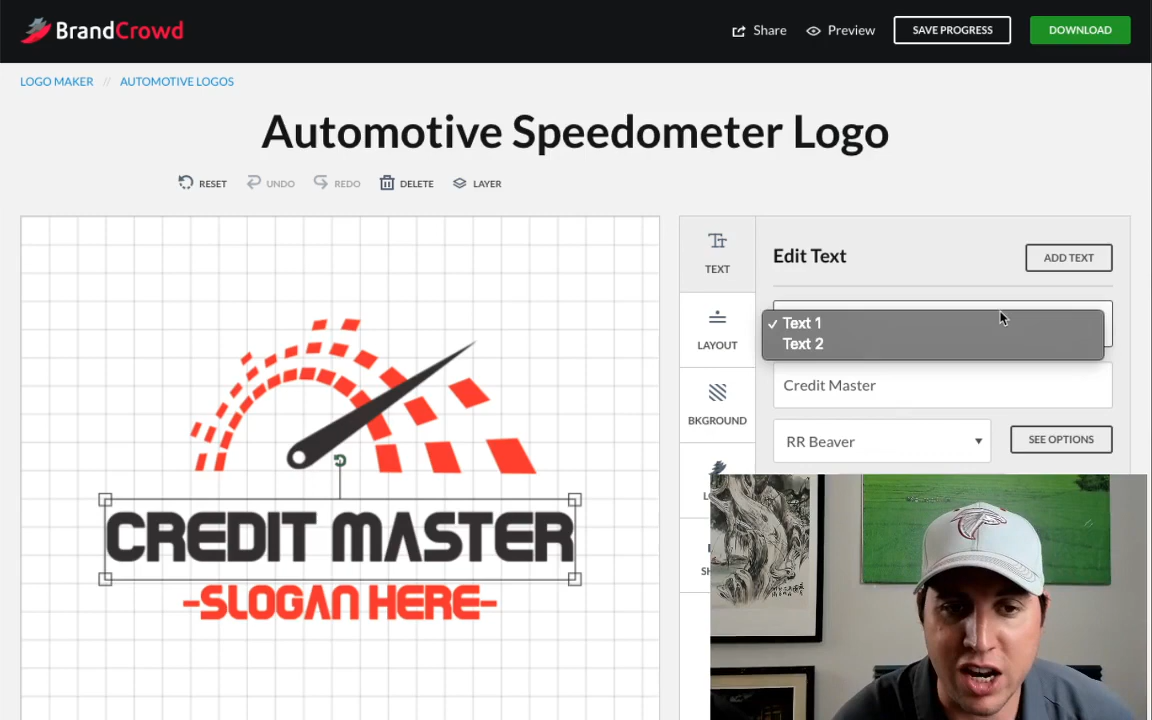 BrandCrowd
Share
Preview
SAVE PROGRESS
DOWNLOAD
LOGO MAKER // AUTOMOTIVE LOGOS
Automotive Speedometer Logo
RESET
UNDO
REDO
DELETE
LAYER
TEXT
Edit Text
ADD TEXT
✓ Text 1
Text 2
LAYOUT
Credit Master
BKGROUND
RR Beaver
SEE OPTIONS
CREDIT MASTER
-SLOGAN HERE-